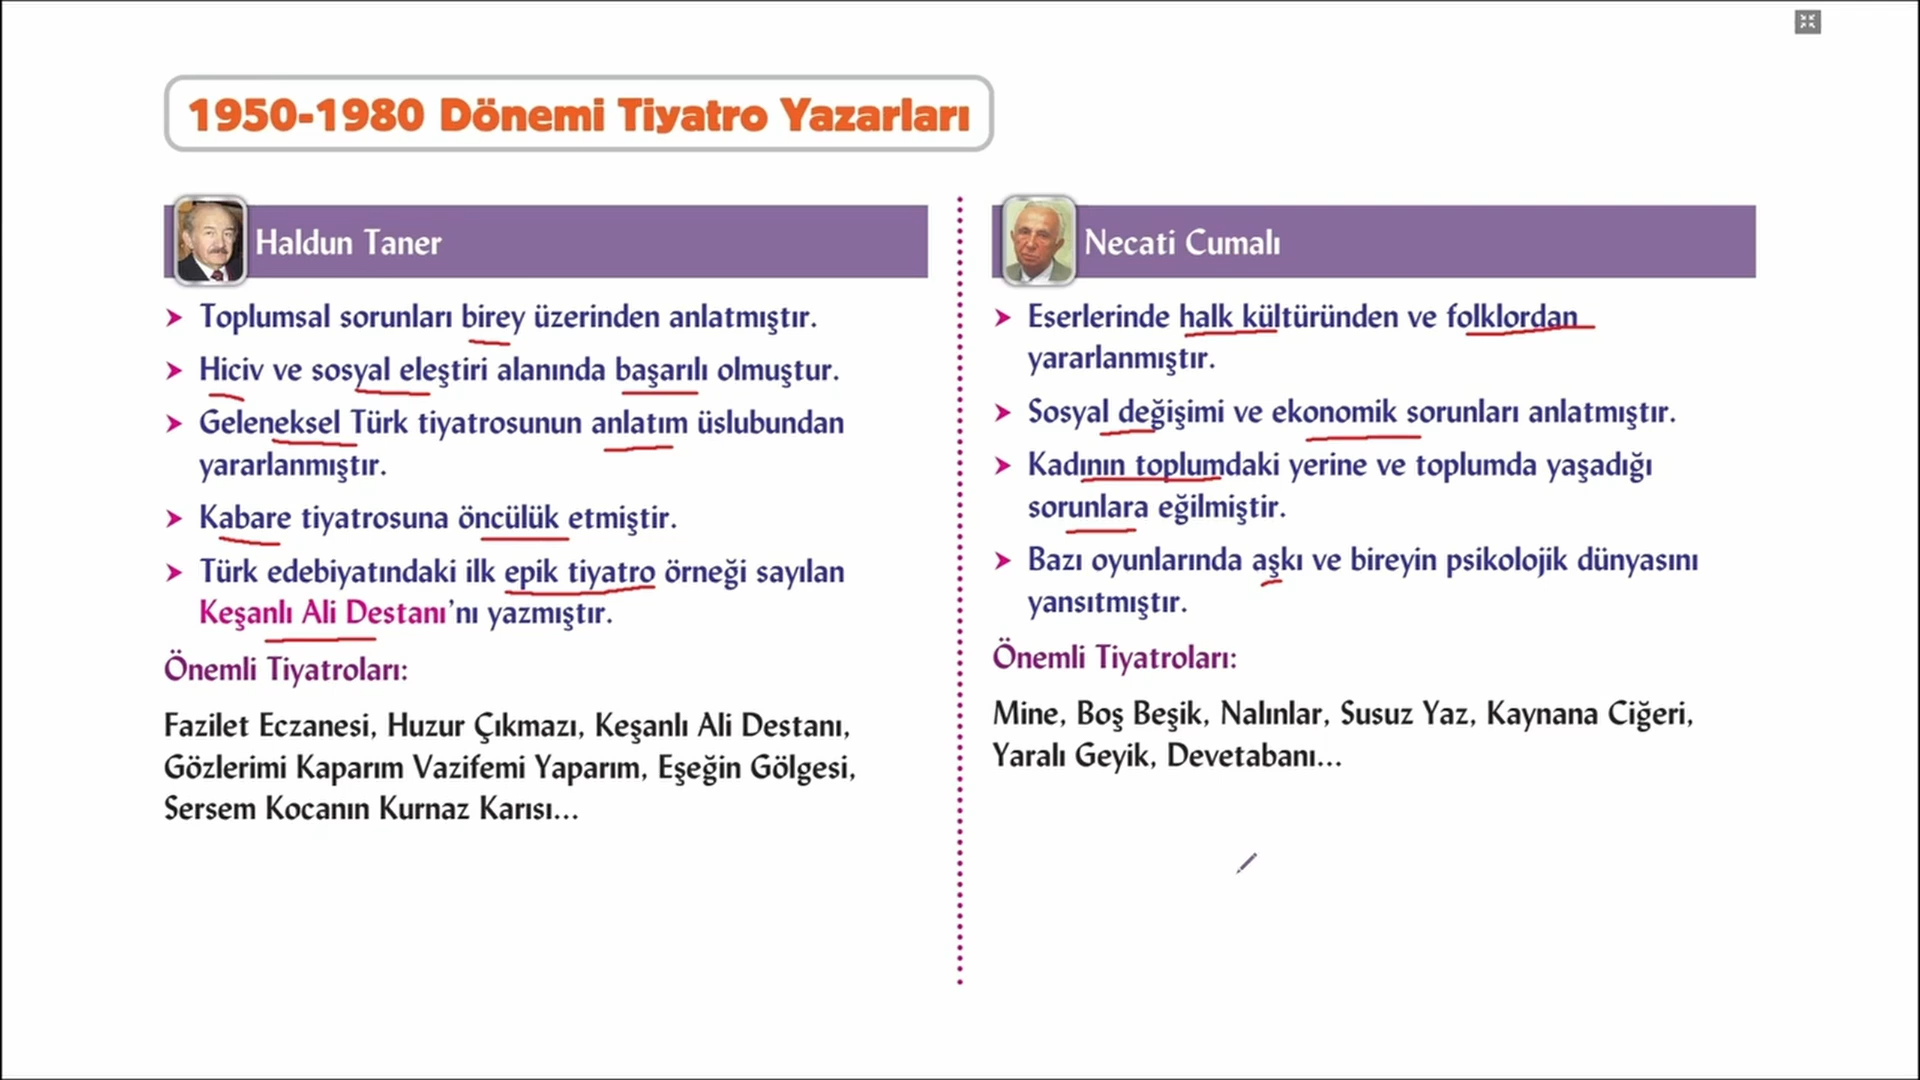 1950-1980 Dönemi Tiyatro Yazarları
Haldun Taner
➤ Toplumsal sorunları birey üzerinden anlatmıştır.
➤ Hiciv ve sosyal eleştiri alanında başarılı olmuştur.
➤ Geleneksel Türk tiyatrosunun anlatım üslubundan
yararlanmıştır.
➤ Kabare tiyatrosuna öncülük etmiştir.
➤ Türk edebiyatındaki ilk epik tiyatro örneği sayılan
Keşanlı Ali Destanı’nı yazmıştır.
Önemli Tiyatroları:
Fazilet Eczanesi, Huzur Çıkmazı, Keşanlı Ali Destanı,
Gözlerimi Kaparım Vazifemi Yaparım, Eşeğin Gölgesi,
Sersem Kocanın Kurnaz Karısı...
Necati Cumalı
➤ Eserlerinde halk kültüründen ve folklordan
yararlanmıştır.
➤ Sosyal değişimi ve ekonomik sorunları anlatmıştır.
➤ Kadının toplumdaki yerine ve toplumda yaşadığı
sorunlara eğilmiştir.
➤ Bazı oyunlarında aşkı ve bireyin psikolojik dünyasını
yansıtmıştır.
Önemli Tiyatroları:
Mine, Boş Beşik, Nalınlar, Susuz Yaz, Kaynana Ciğeri,
Yaralı Geyik, Devetabanı...